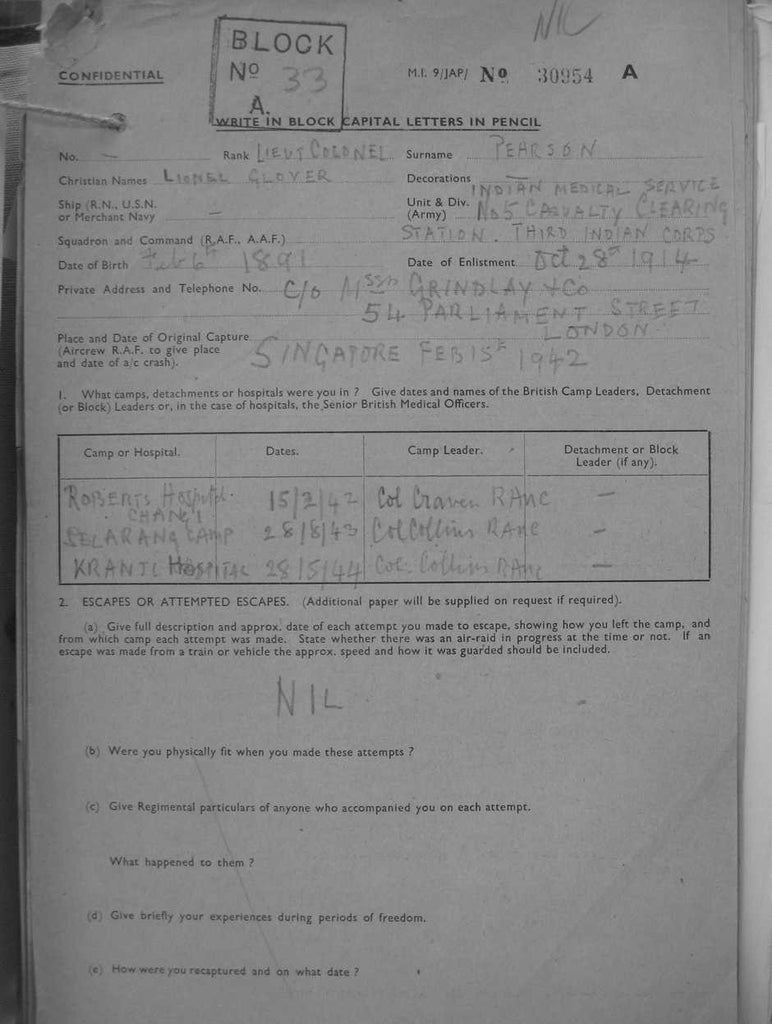 NIL
BLOCK
No 33
A.
CONFIDENTIAL
M.I. 9/JAP/ No 30954 A
WRITE IN BLOCK CAPITAL LETTERS IN PENCIL
No. — Rank LIEUT COLONEL Surname PEARSON
Christian Names LIONEL GLOVER Decorations —
INDIAN MEDICAL SERVICE
Ship (R.N., U.S.N. or Merchant Navy — Unit & Div. (Army) No 5 CASUALTY CLEARING
Squadron and Command (R.A.F., A.A.F.) STATION. THIRD INDIAN CORPS
Date of Birth Feb 6th 1891 Date of Enlistment Oct 28th 1914
Private Address and Telephone No. C/o Mssrs GRINDLAY & Co
54 PARLIAMENT STREET
LONDON
Place and Date of Original Capture
(Aircrew R.A.F. to give place
and date of a/c crash). SINGAPORE FEB 15th 1942
1. What camps, detachments or hospitals were you in ? Give dates and names of the British Camp Leaders, Detachment
(or Block) Leaders or, in the case of hospitals, the Senior British Medical Officers.
Camp or Hospital. Dates. Camp Leader. Detachment or Block
Leader (if any).
ROBERTS Hospital 15/2/42 Col Craven RAMC —
CHANGI
SELARANG CAMP 28/8/43 Col Collins RAMC —
KRANJI HOSPITAL 28/5/44 Col. Collins RAMC —
2. ESCAPES OR ATTEMPTED ESCAPES. (Additional paper will be supplied on request if required).
(a) Give full description and approx. date of each attempt you made to escape, showing how you left the camp, and
from which camp each attempt was made. State whether there was an air-raid in progress at the time or not. If an
escape was made from a train or vehicle the approx. speed and how it was guarded should be included.
NIL
(b) Were you physically fit when you made these attempts ?
(c) Give Regimental particulars of anyone who accompanied you on each attempt.
What happened to them ?
(d) Give briefly your experiences during periods of freedom.
(e) How were you recaptured and on what date ?